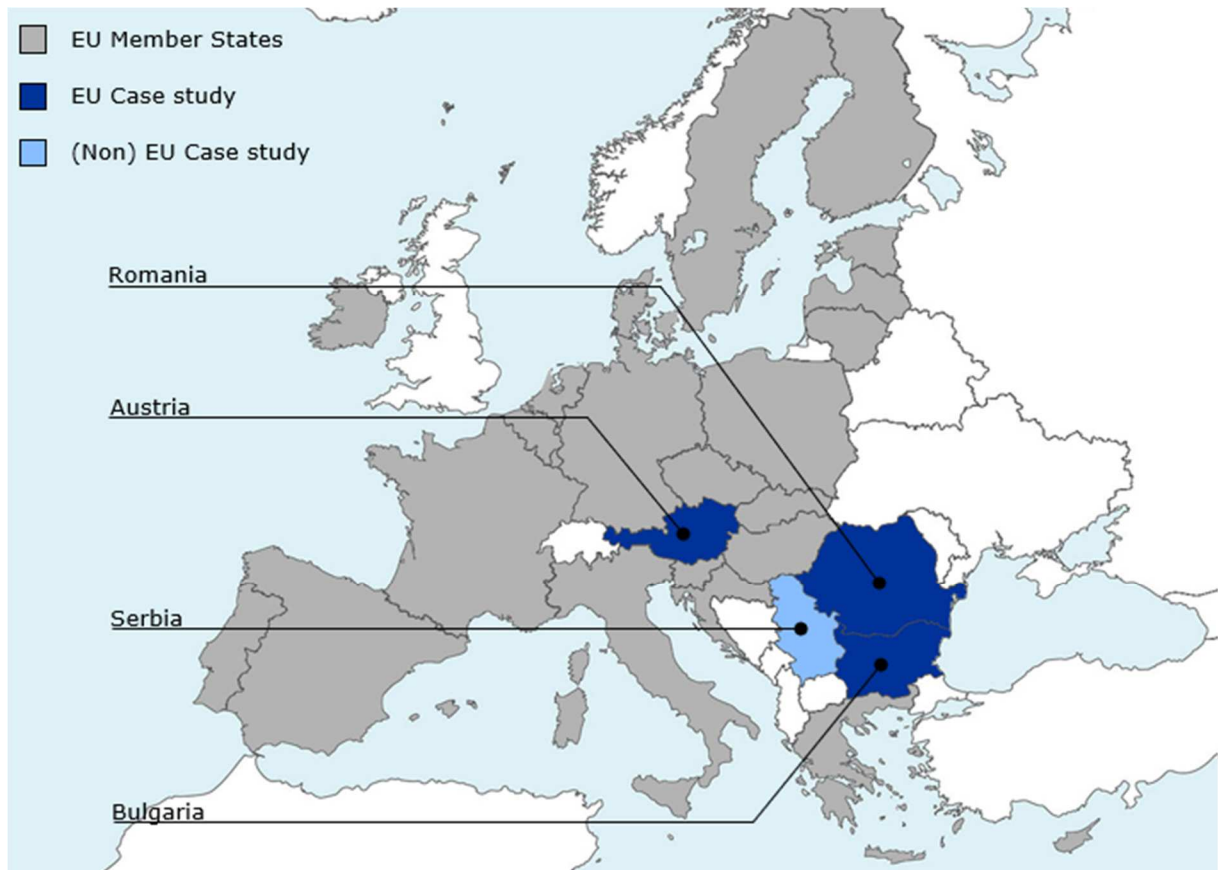 EU Member States
EU Case study
(Non) EU Case study
Romania
Austria
Serbia
Bulgaria